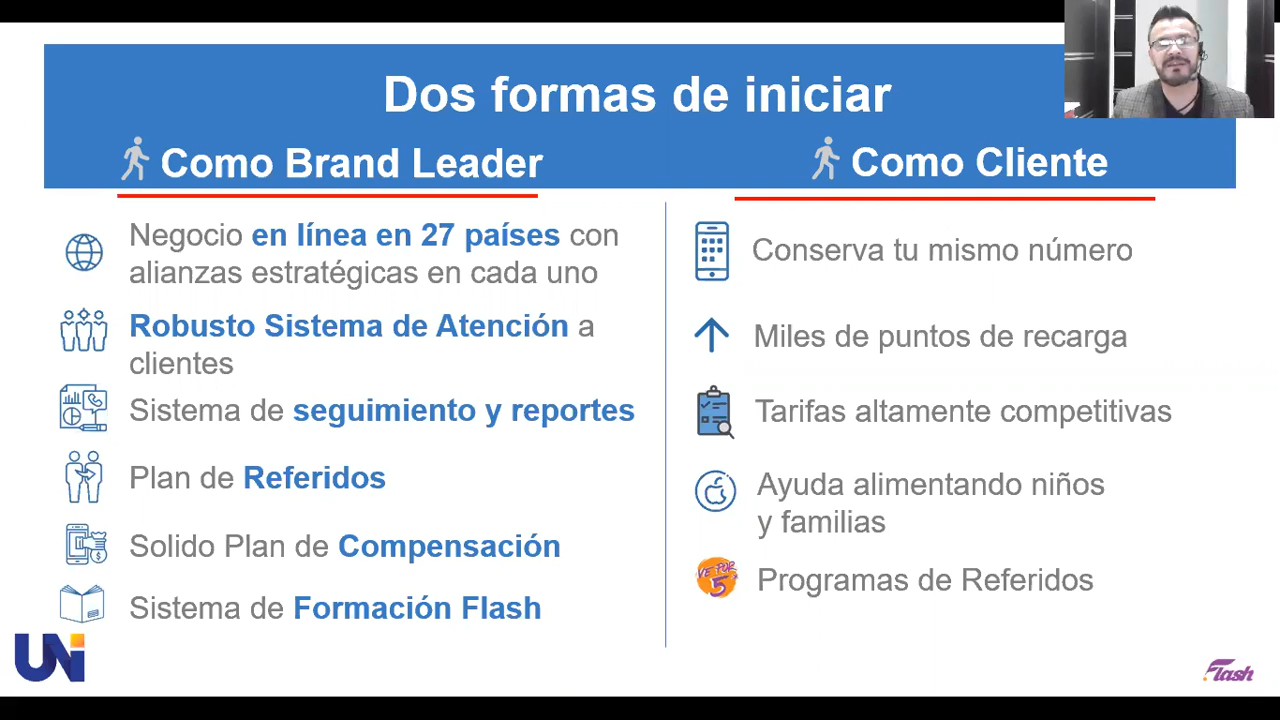 Dos formas de iniciar
Como Brand Leader
Negocio en línea en 27 países con
alianzas estratégicas en cada uno
Robusto Sistema de Atención a
clientes
Sistema de seguimiento y reportes
Plan de Referidos
Solido Plan de Compensación
Sistema de Formación Flash
Como Cliente
Conserva tu mismo número
Miles de puntos de recarga
Tarifas altamente competitivas
Ayuda alimentando niños
y familias
VE POR
5
Programas de Referidos
UNi
Flash